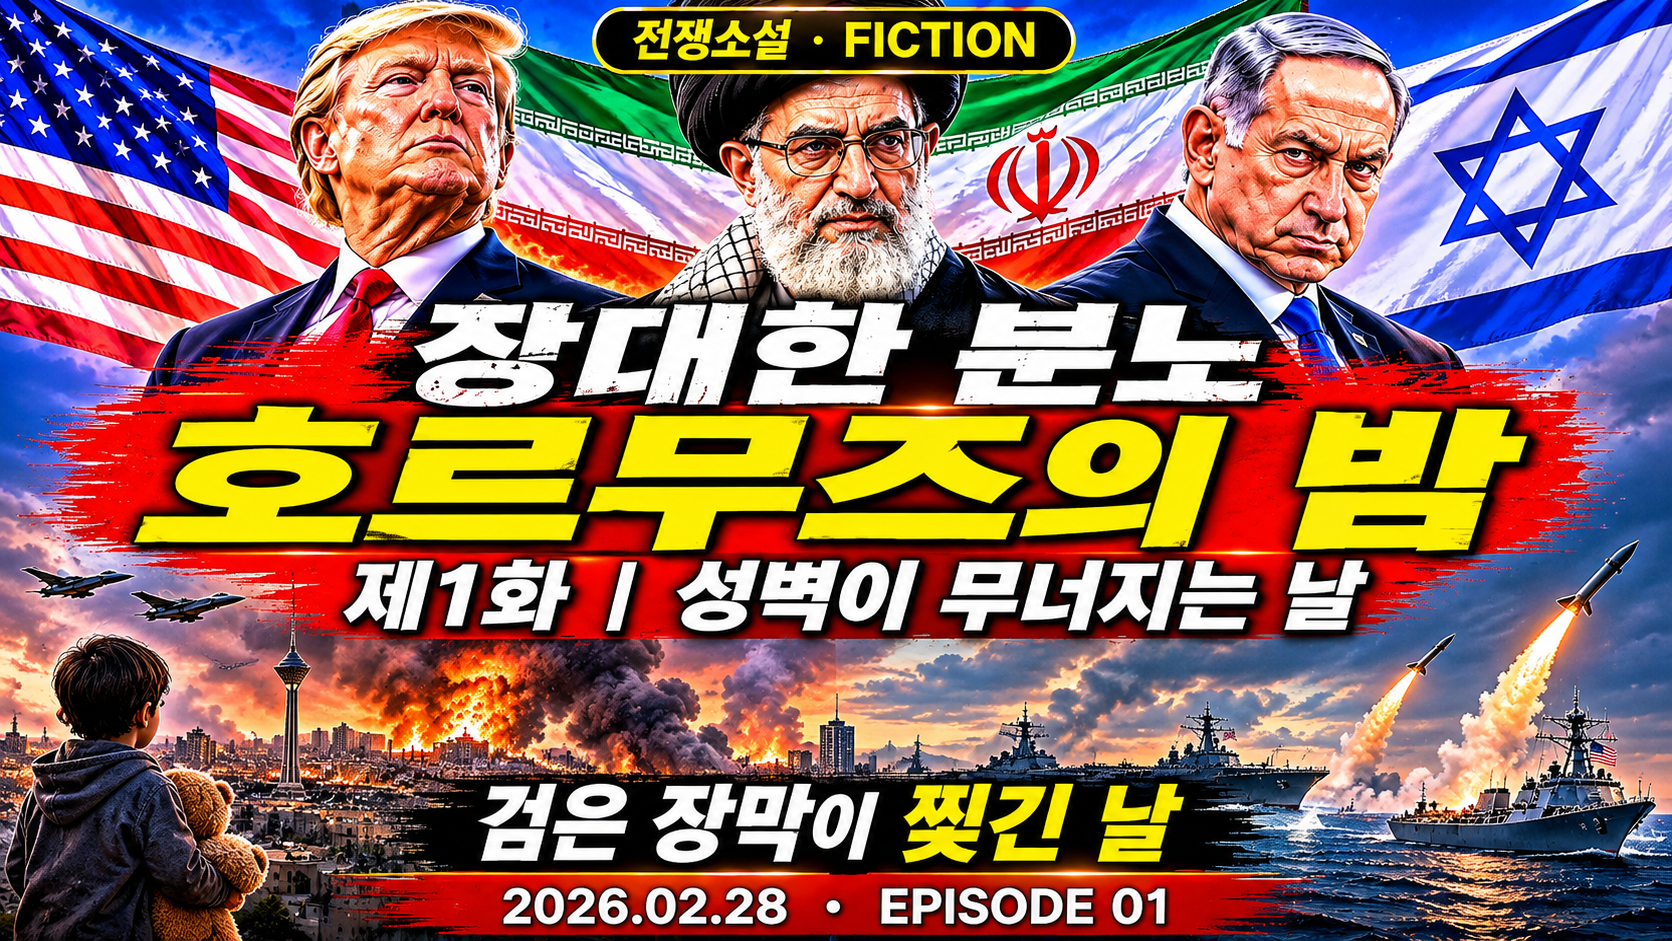 전쟁소설 · FICTION
장대한 분노
호르무즈의 밤
제1화 | 성벽이 무너지는 날
검은 장막이 찢긴 날
2026.02.28 • EPISODE 01